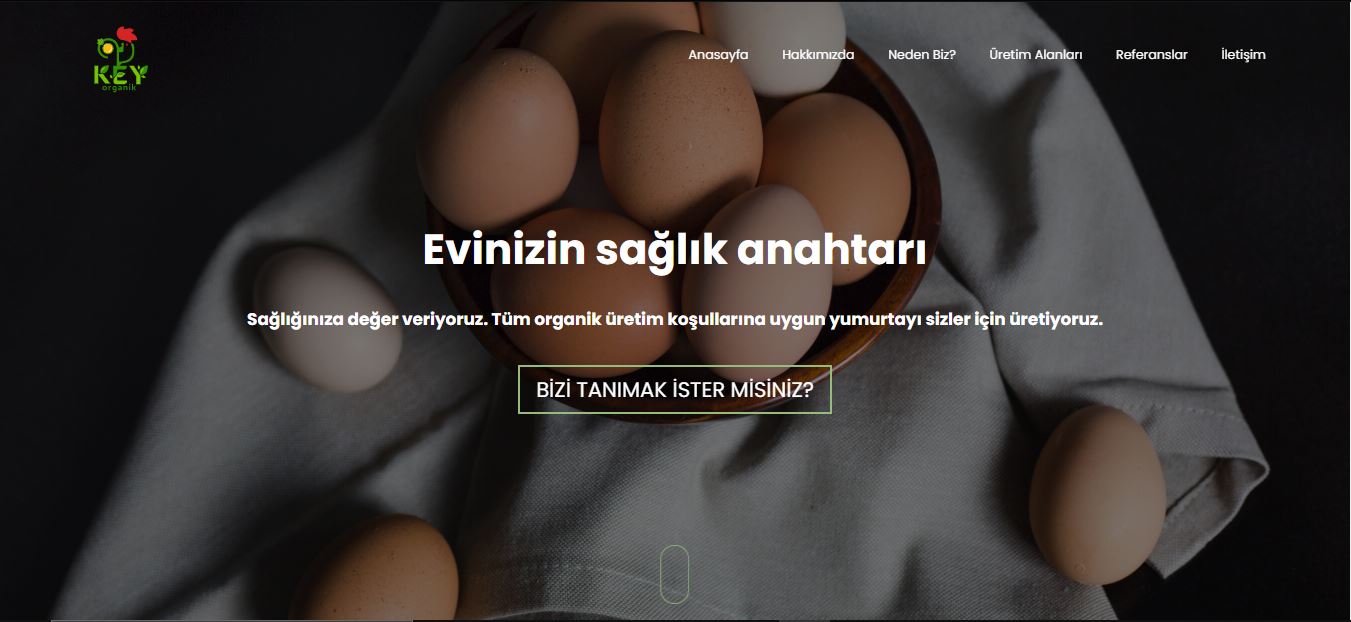 KEY
organik
Anasayfa Hakkımızda Neden Biz? Üretim Alanları Referanslar İletişim
Evinizin sağlık anahtarı
Sağlığınıza değer veriyoruz. Tüm organik üretim koşullarına uygun yumurtayı sizler için üretiyoruz.
BİZİ TANIMAK İSTER MİSİNİZ?